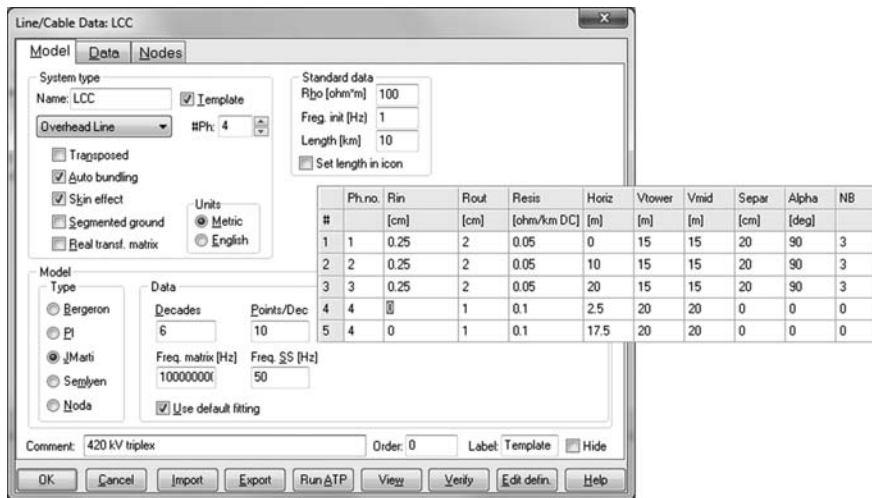 Line/Cable Data: LCC
Model Data Nodes
System type
Name: LCC Template
Overhead Line #Ph: 4
Transposed
Auto bundling
Skin effect
Segmented ground
Real transf. matrix
Units
Metric
English
Standard data
Rho [ohm*m] 100
Freq. init [Hz] 1
Length [km] 10
Set length in icon
Ph.no. Rin Rout Resis Horiz Vtower Vmid Separ Alpha NB
# [cm] [cm] [ohm/km DC] [m] [m] [m] [cm] [deg]
1 1 0.25 2 0.05 0 15 15 20 90 3
2 2 0.25 2 0.05 10 15 15 20 90 3
3 3 0.25 2 0.05 20 15 15 20 90 3
4 4 0 1 0.1 2.5 20 20 0 0 0
5 4 0 1 0.1 17.5 20 20 0 0 0
Model
Type
Bergeron
PI
JMarti
Semlyen
Noda
Data
Decades Points/Dec
6 10
Freq. matrix [Hz] Freq. SS [Hz]
10000000( 50
Use default fitting
Comment: 420 kV triplex Order: 0 Label: Template Hide
OK Cancel Import Export Run ATP View Verify Edit defin. Help